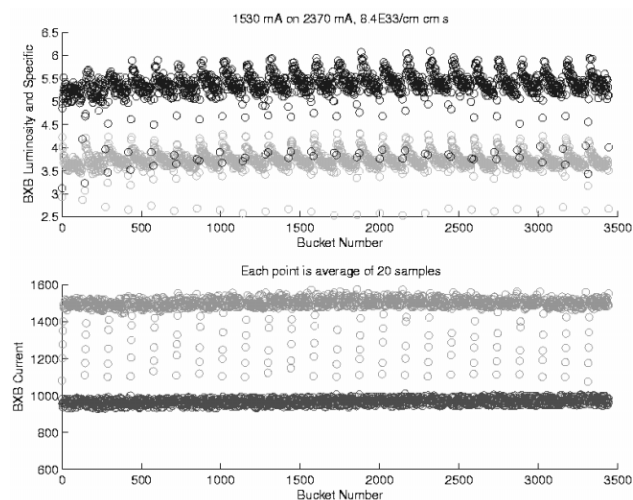 1530 mA on 2370 mA, 8.4E33/cm cm s
BXB Luminosity and Specific
6.5
6
5.5
5
4.5
4
3.5
3
2.5
0 500 1000 1500 2000 2500 3000 3500
Bucket Number
Each point is average of 20 samples
BXB Current
1600
1400
1200
1000
800
600
0 500 1000 1500 2000 2500 3000 3500
Bucket Number